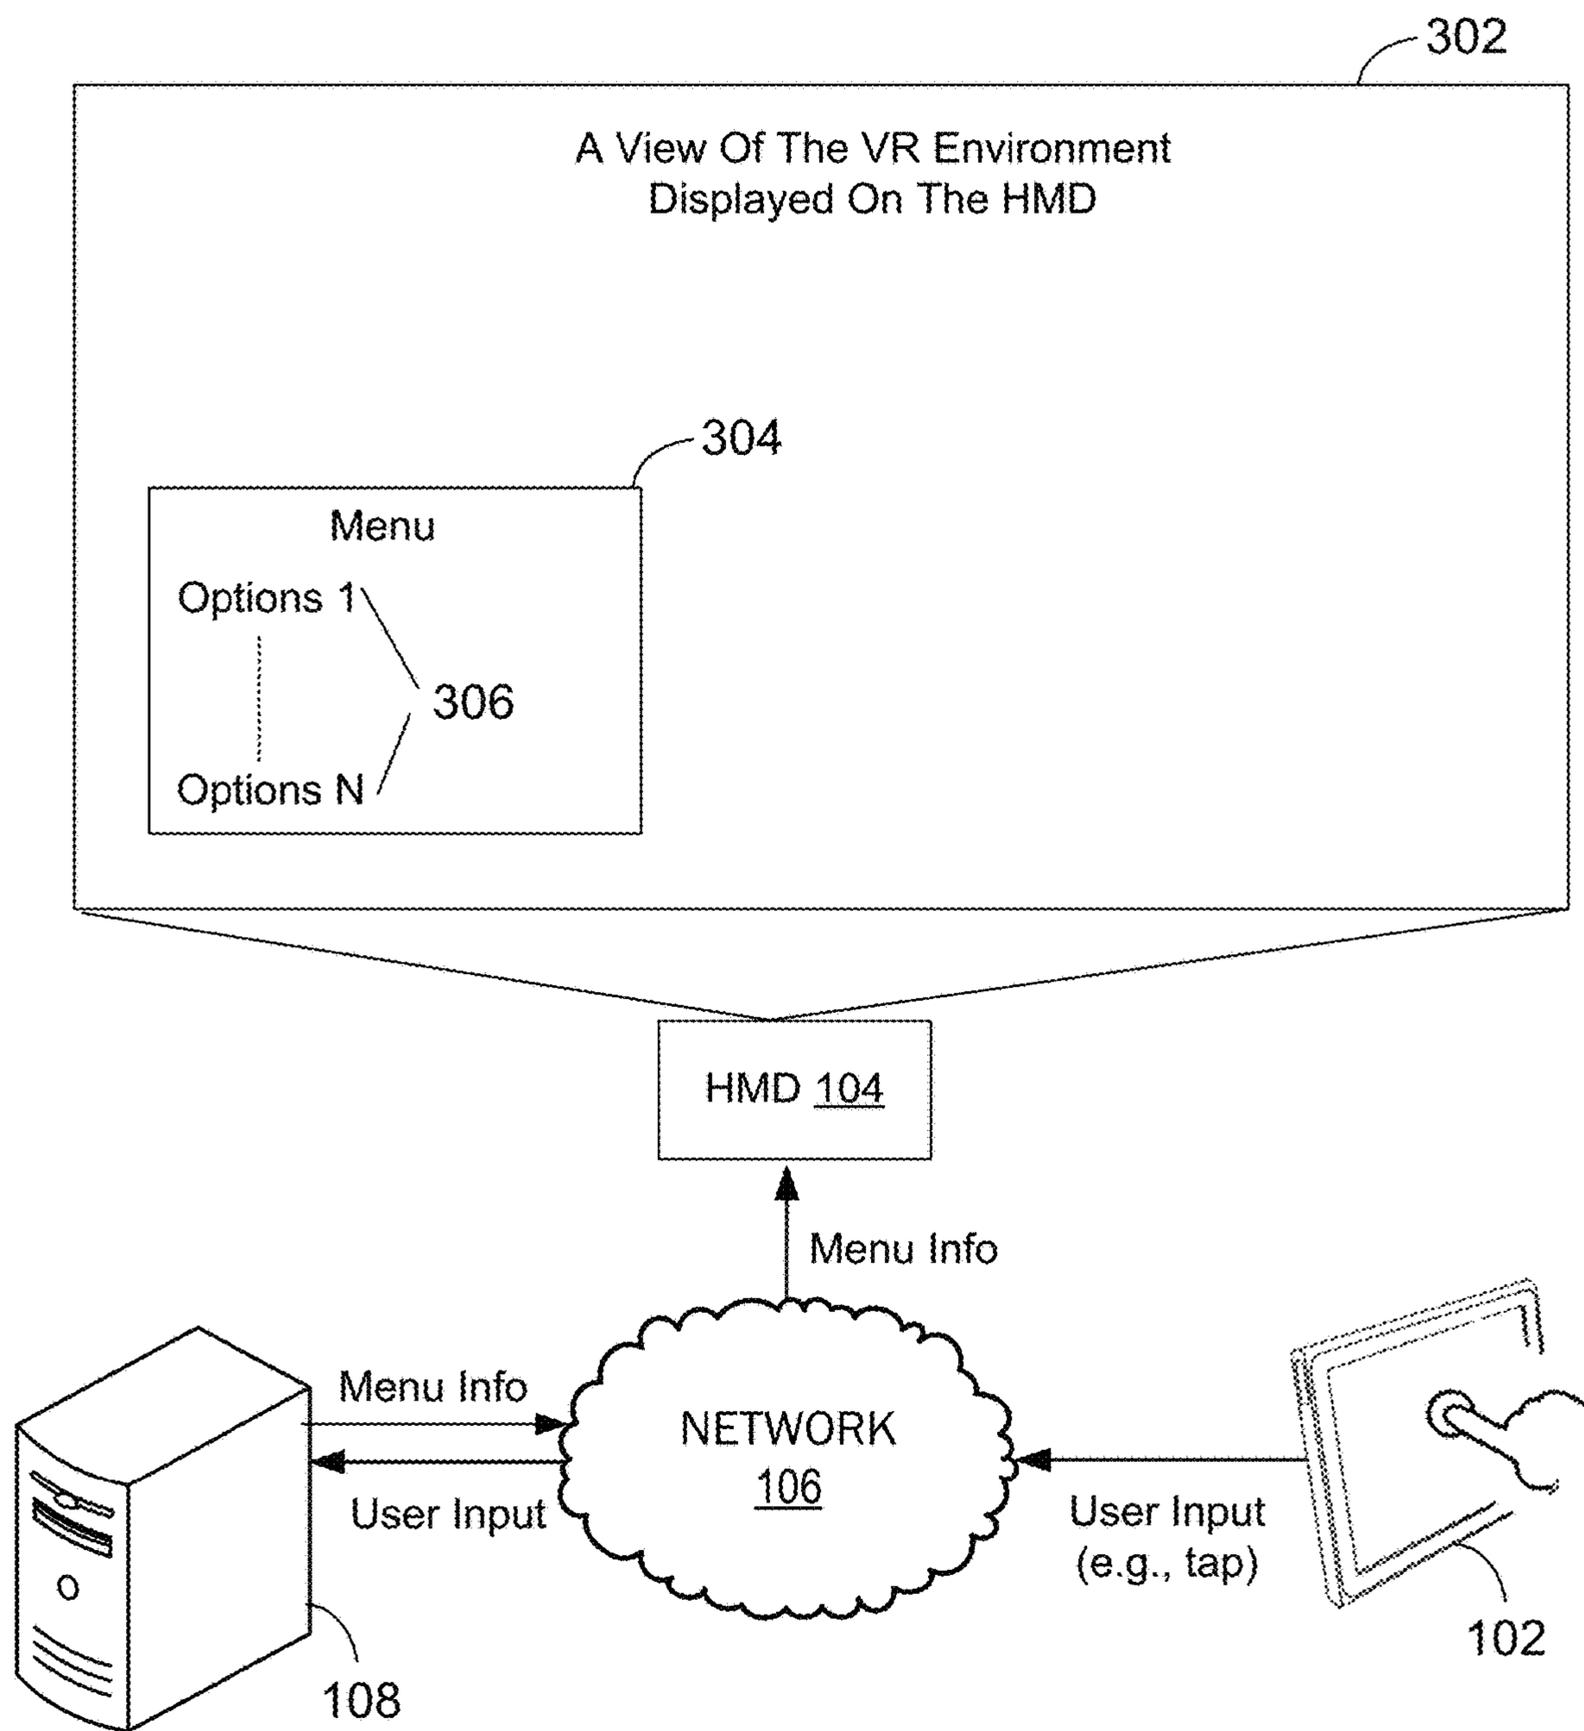 302
A View Of The VR Environment
Displayed On The HMD
304
Menu
Options 1
306
Options N
HMD 104
Menu Info
Menu Info
NETWORK
106
User Input
User Input
(e.g., tap)
102
108